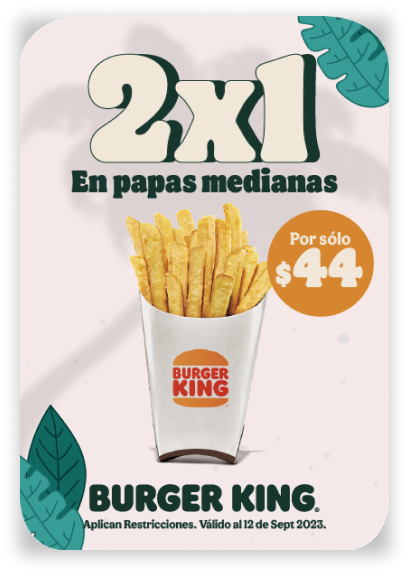 2x1
En papas medianas
Por sólo
$44
BURGER
KING
BURGER KING®
Aplican Restricciones. Válido al 12 de Sept 2023.